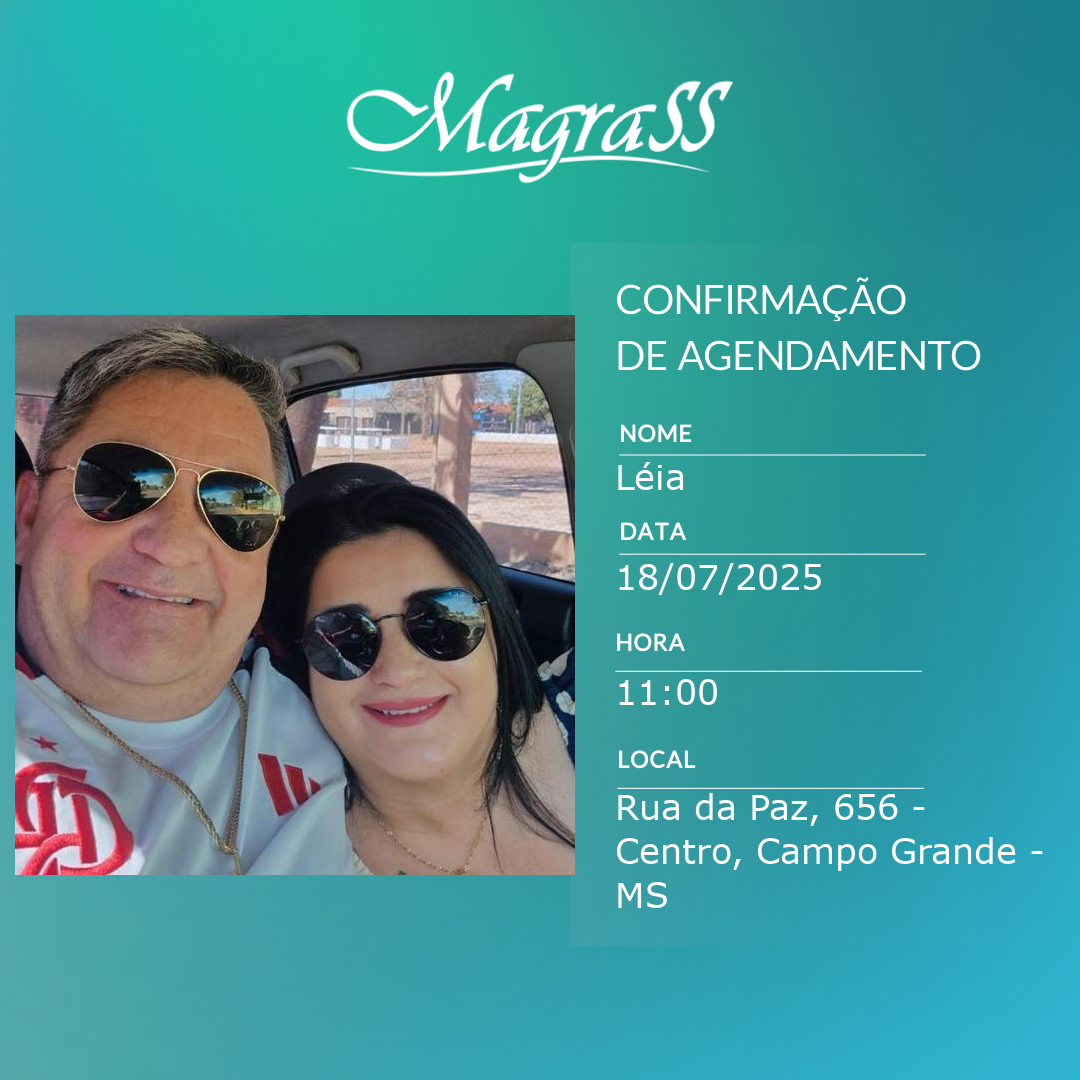 Magrass
CONFIRMAÇÃO
DE AGENDAMENTO
NOME
Léia
DATA
18/07/2025
HORA
11:00
LOCAL
Rua da Paz, 656 -
Centro, Campo Grande -
MS